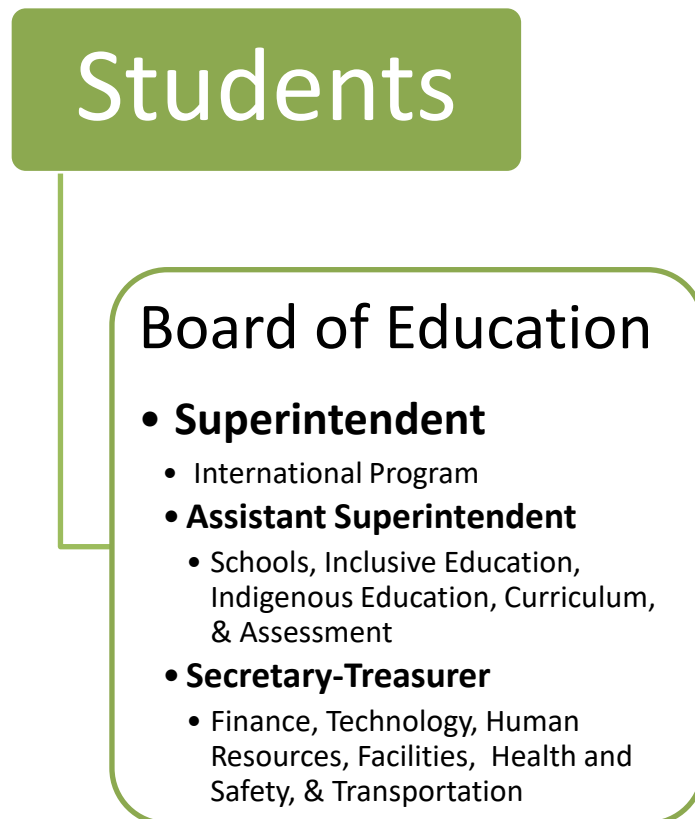 Students
Board of Education
• Superintendent
• International Program
• Assistant Superintendent
• Schools, Inclusive Education,
Indigenous Education, Curriculum,
& Assessment
• Secretary-Treasurer
• Finance, Technology, Human
Resources, Facilities,  Health and
Safety, & Transportation